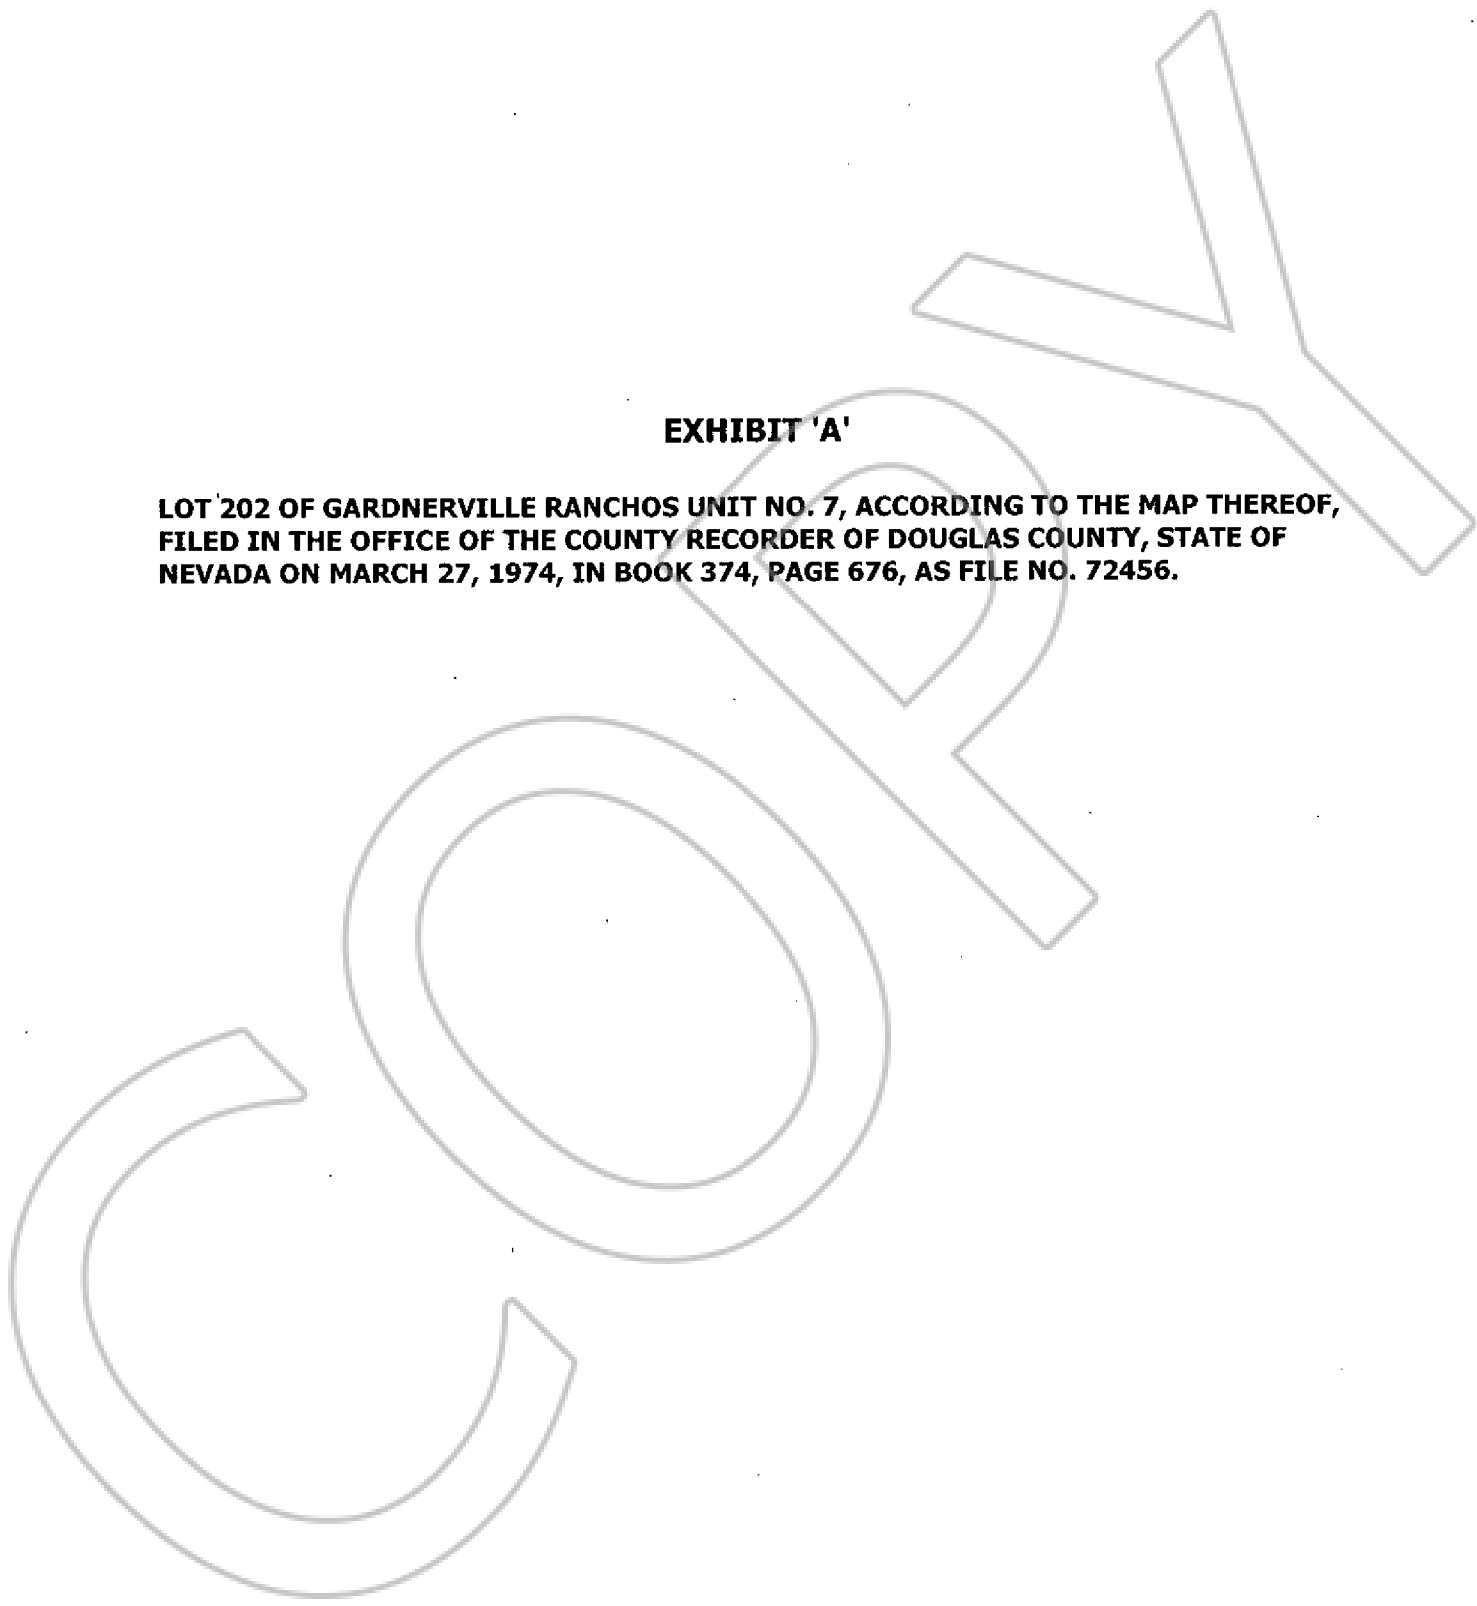 EXHIBIT 'A'
LOT 202 OF GARDNERVILLE RANCHOS UNIT NO. 7, ACCORDING TO THE MAP THEREOF,
FILED IN THE OFFICE OF THE COUNTY RECORDER OF DOUGLAS COUNTY, STATE OF
NEVADA ON MARCH 27, 1974, IN BOOK 374, PAGE 676, AS FILE NO. 72456.
COPY